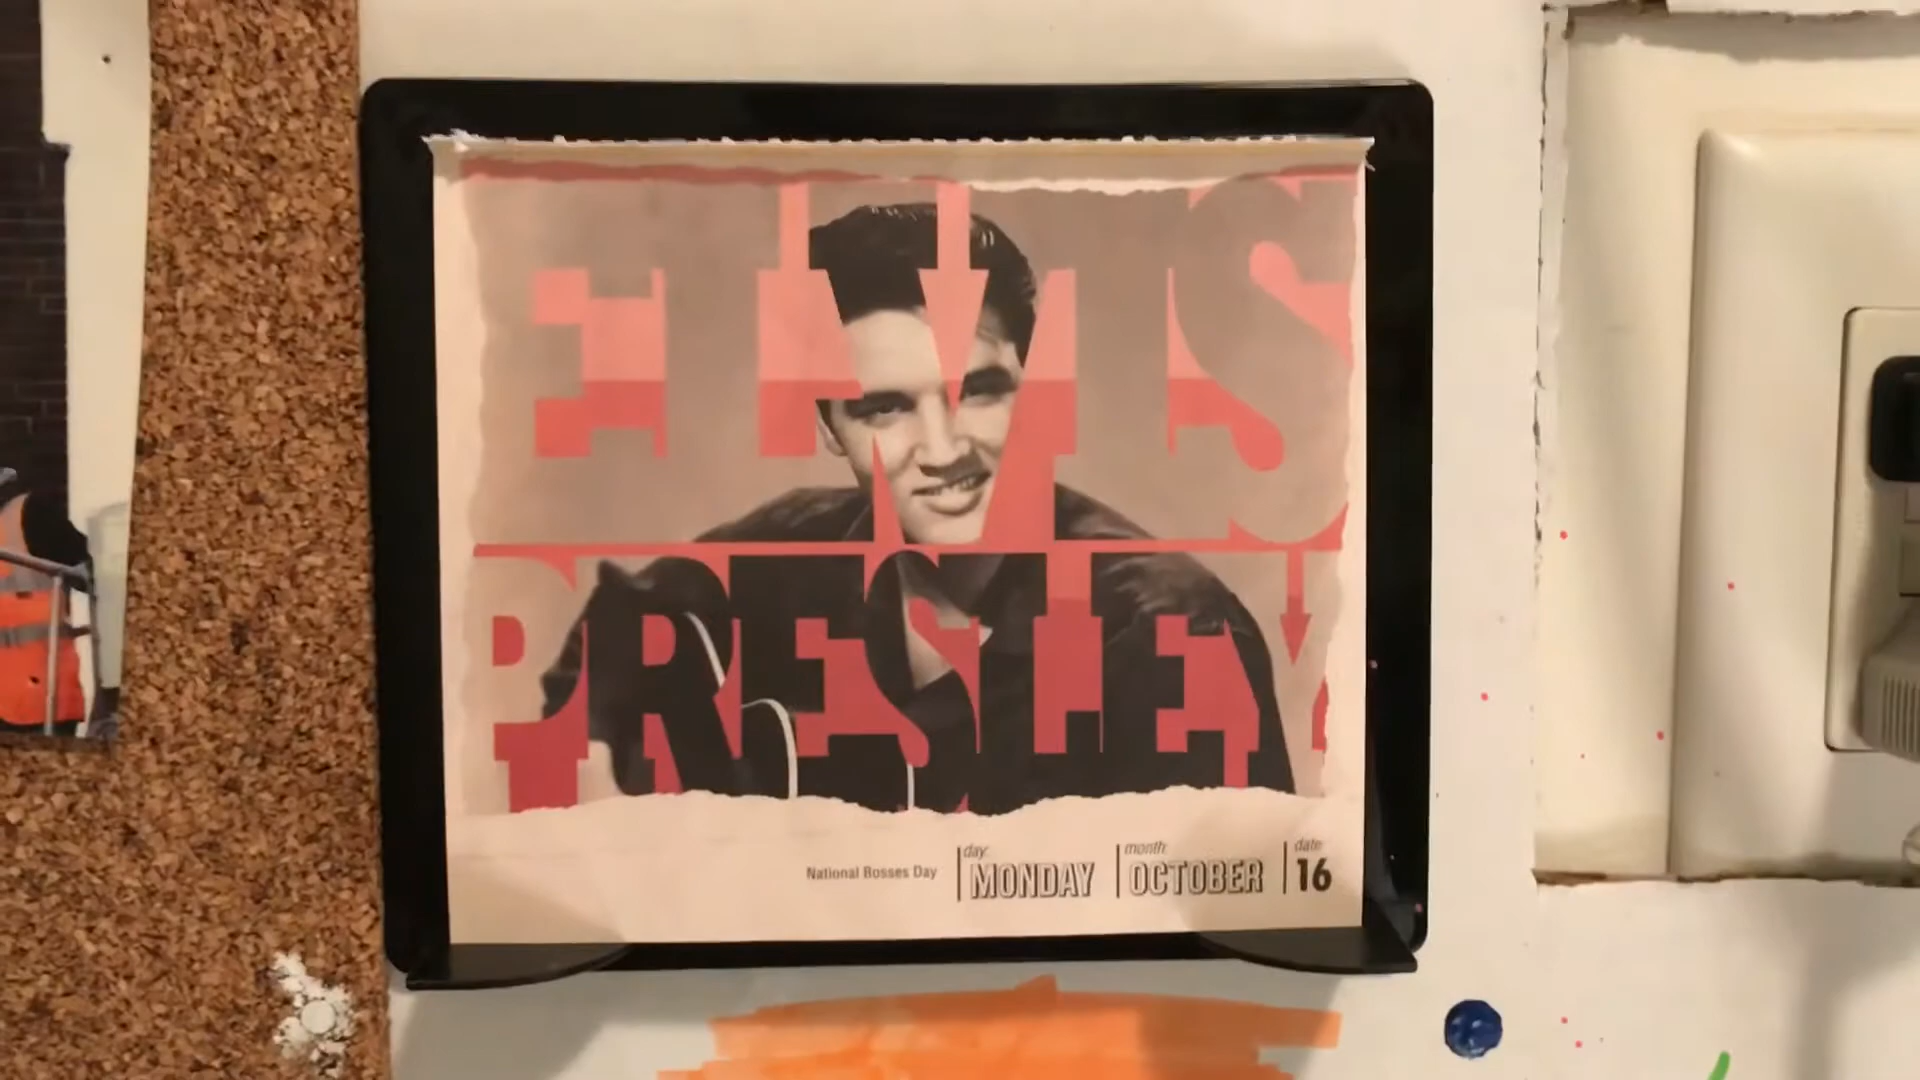 ELVIS
PRESLEY
National Bosses Day
day:
MONDAY
month:
OCTOBER
date:
16